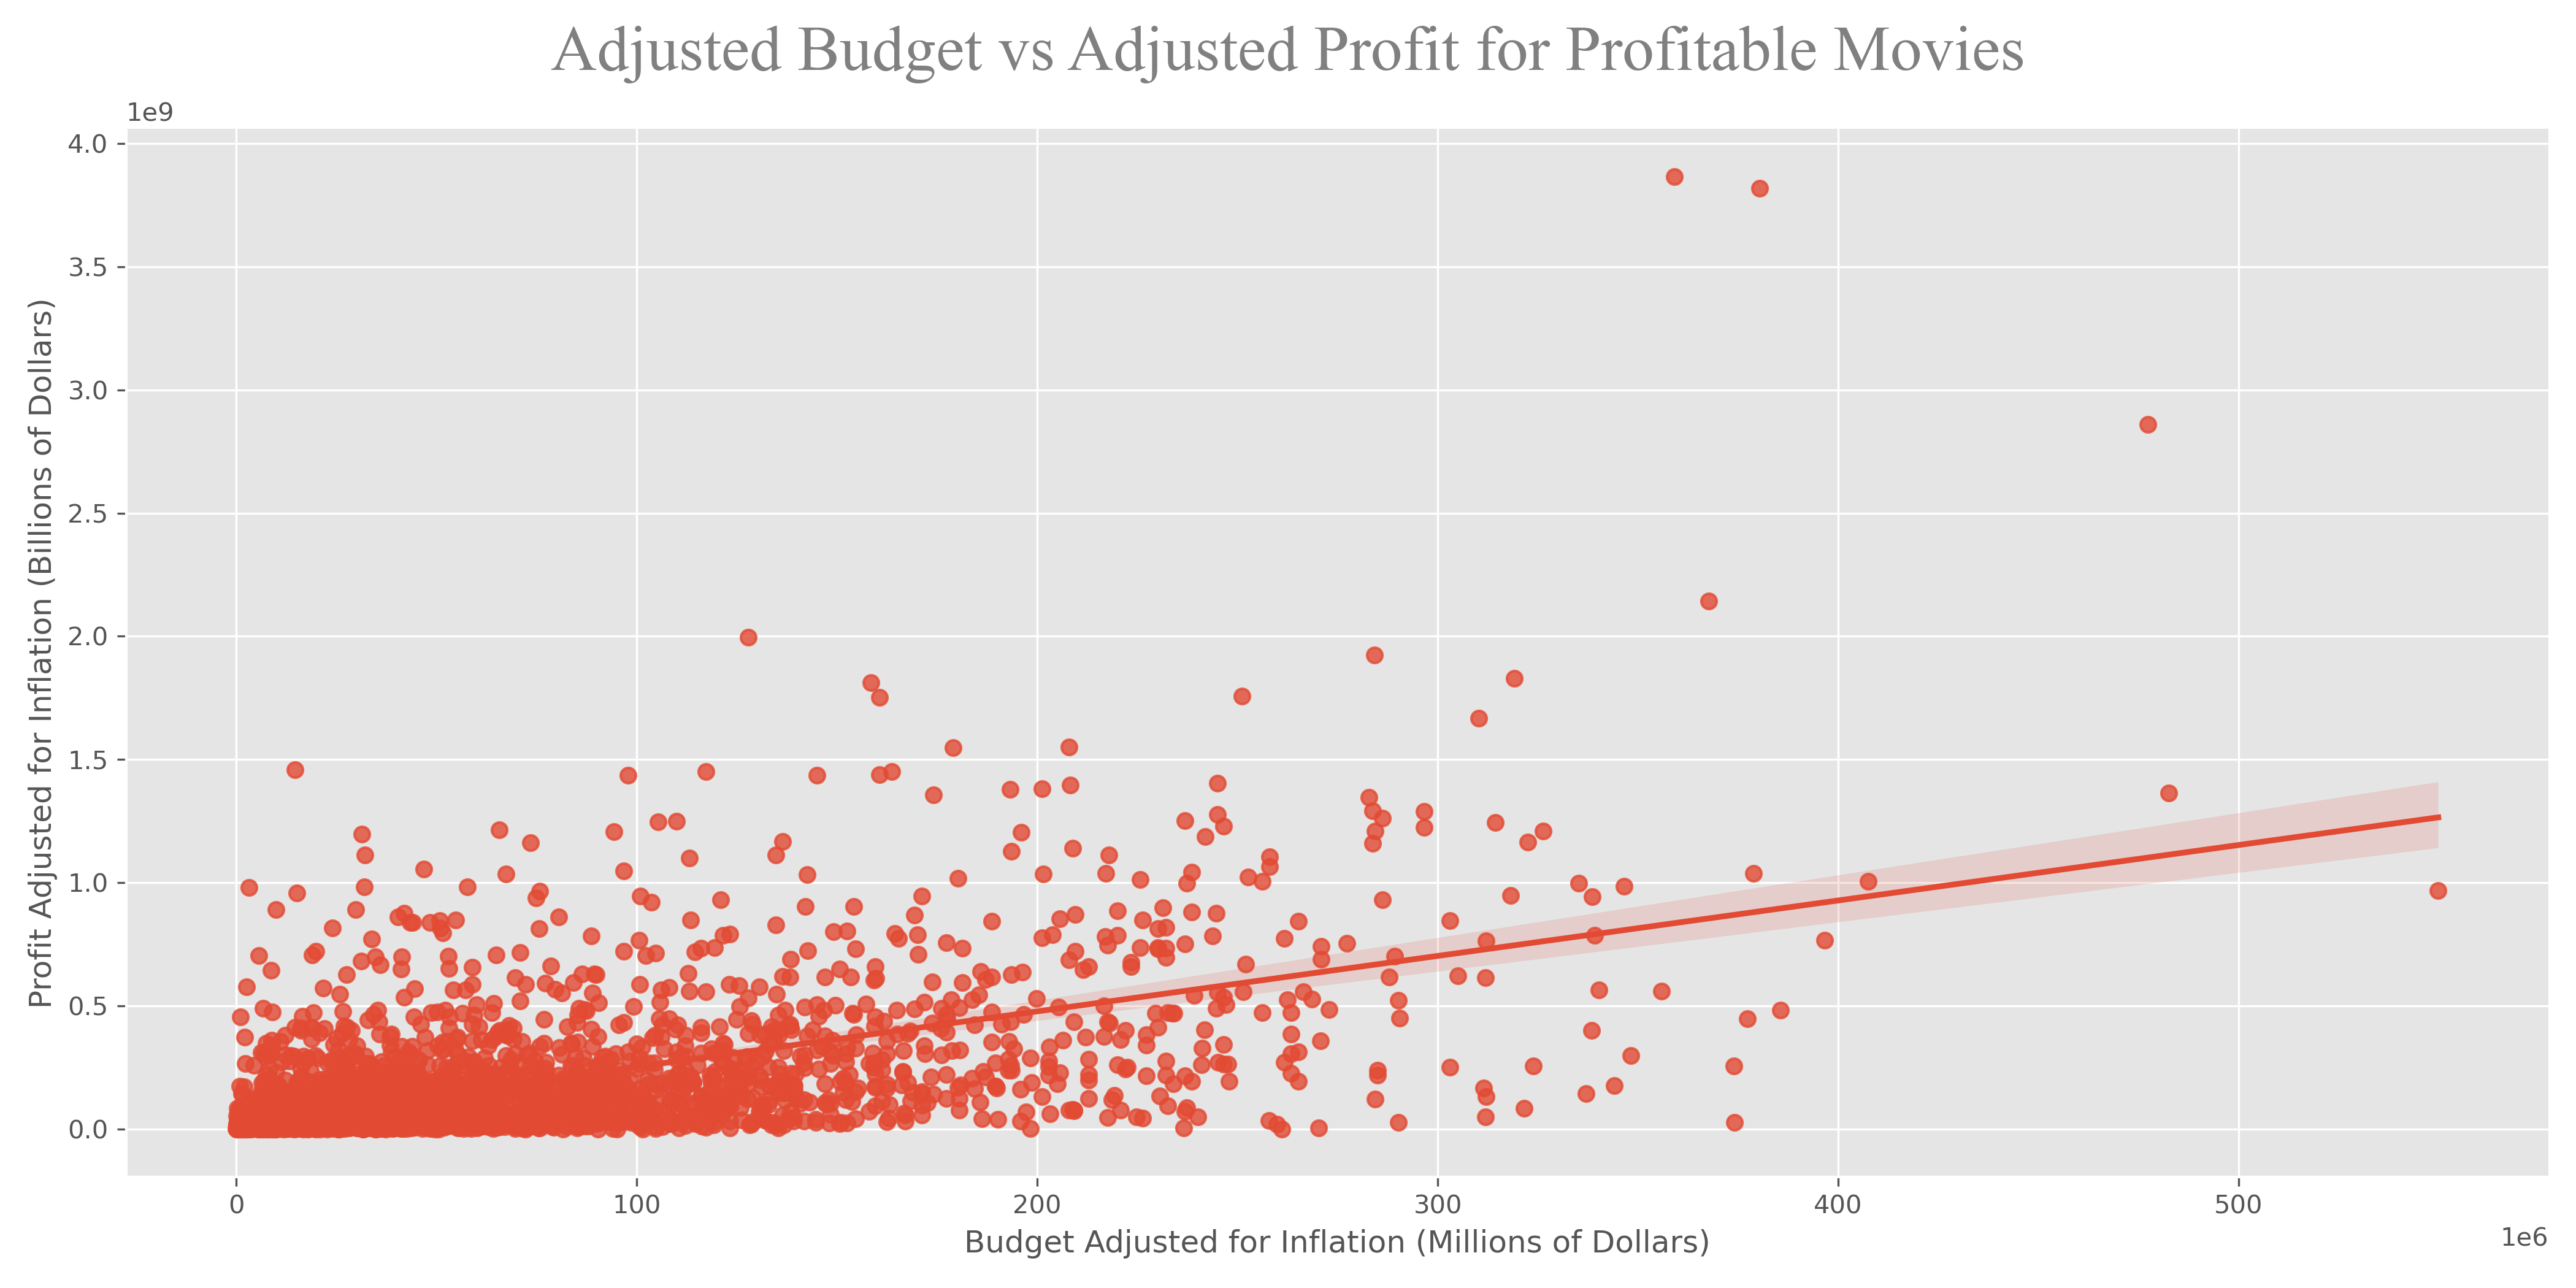 Adjusted Budget vs Adjusted Profit for Profitable Movies
1e9
4.0
3.5
3.0
2.5
2.0
1.5
1.0
0.5
0.0
Profit Adjusted for Inflation (Billions of Dollars)
0 100 200 300 400 500
1e6
Budget Adjusted for Inflation (Millions of Dollars)